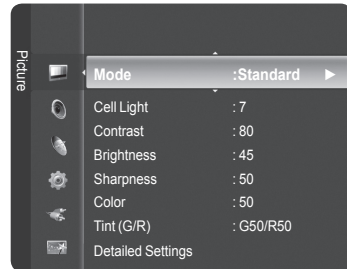 Picture
Mode :Standard ►
Cell Light : 7
Contrast : 80
Brightness : 45
Sharpness : 50
Color : 50
Tint (G/R) : G50/R50
Detailed Settings